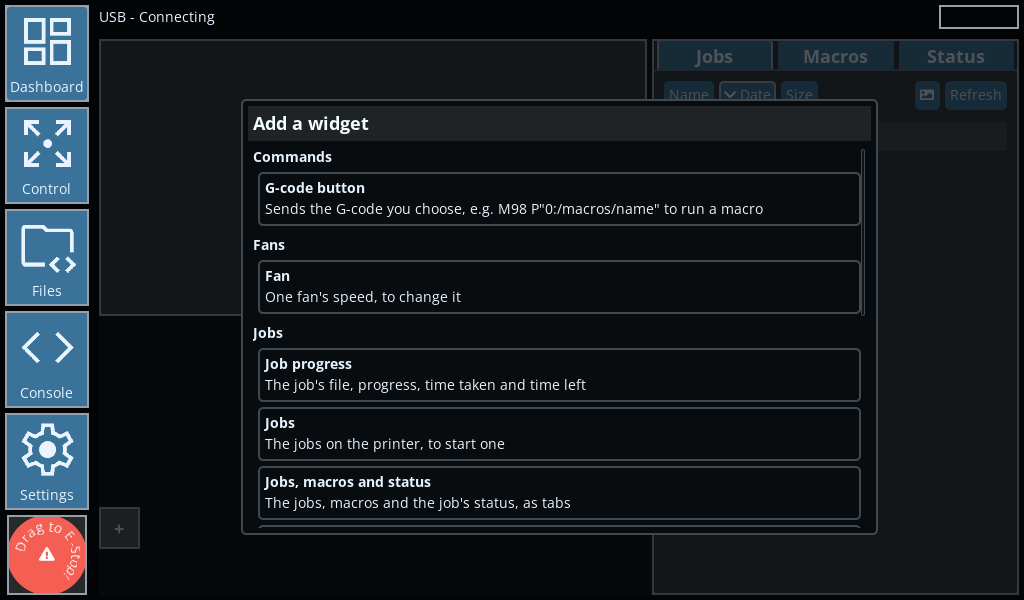 USB - Connecting
Dashboard
Control
Files
Console
Settings
Drag to E-Stop!
Jobs
Macros
Status
Name
Date
Size
Refresh
Add a widget
Commands
G-code button
Sends the G-code you choose, e.g. M98 P"0:/macros/name" to run a macro
Fans
Fan
One fan's speed, to change it
Jobs
Job progress
The job's file, progress, time taken and time left
Jobs
The jobs on the printer, to start one
Jobs, macros and status
The jobs, macros and the job's status, as tabs
+